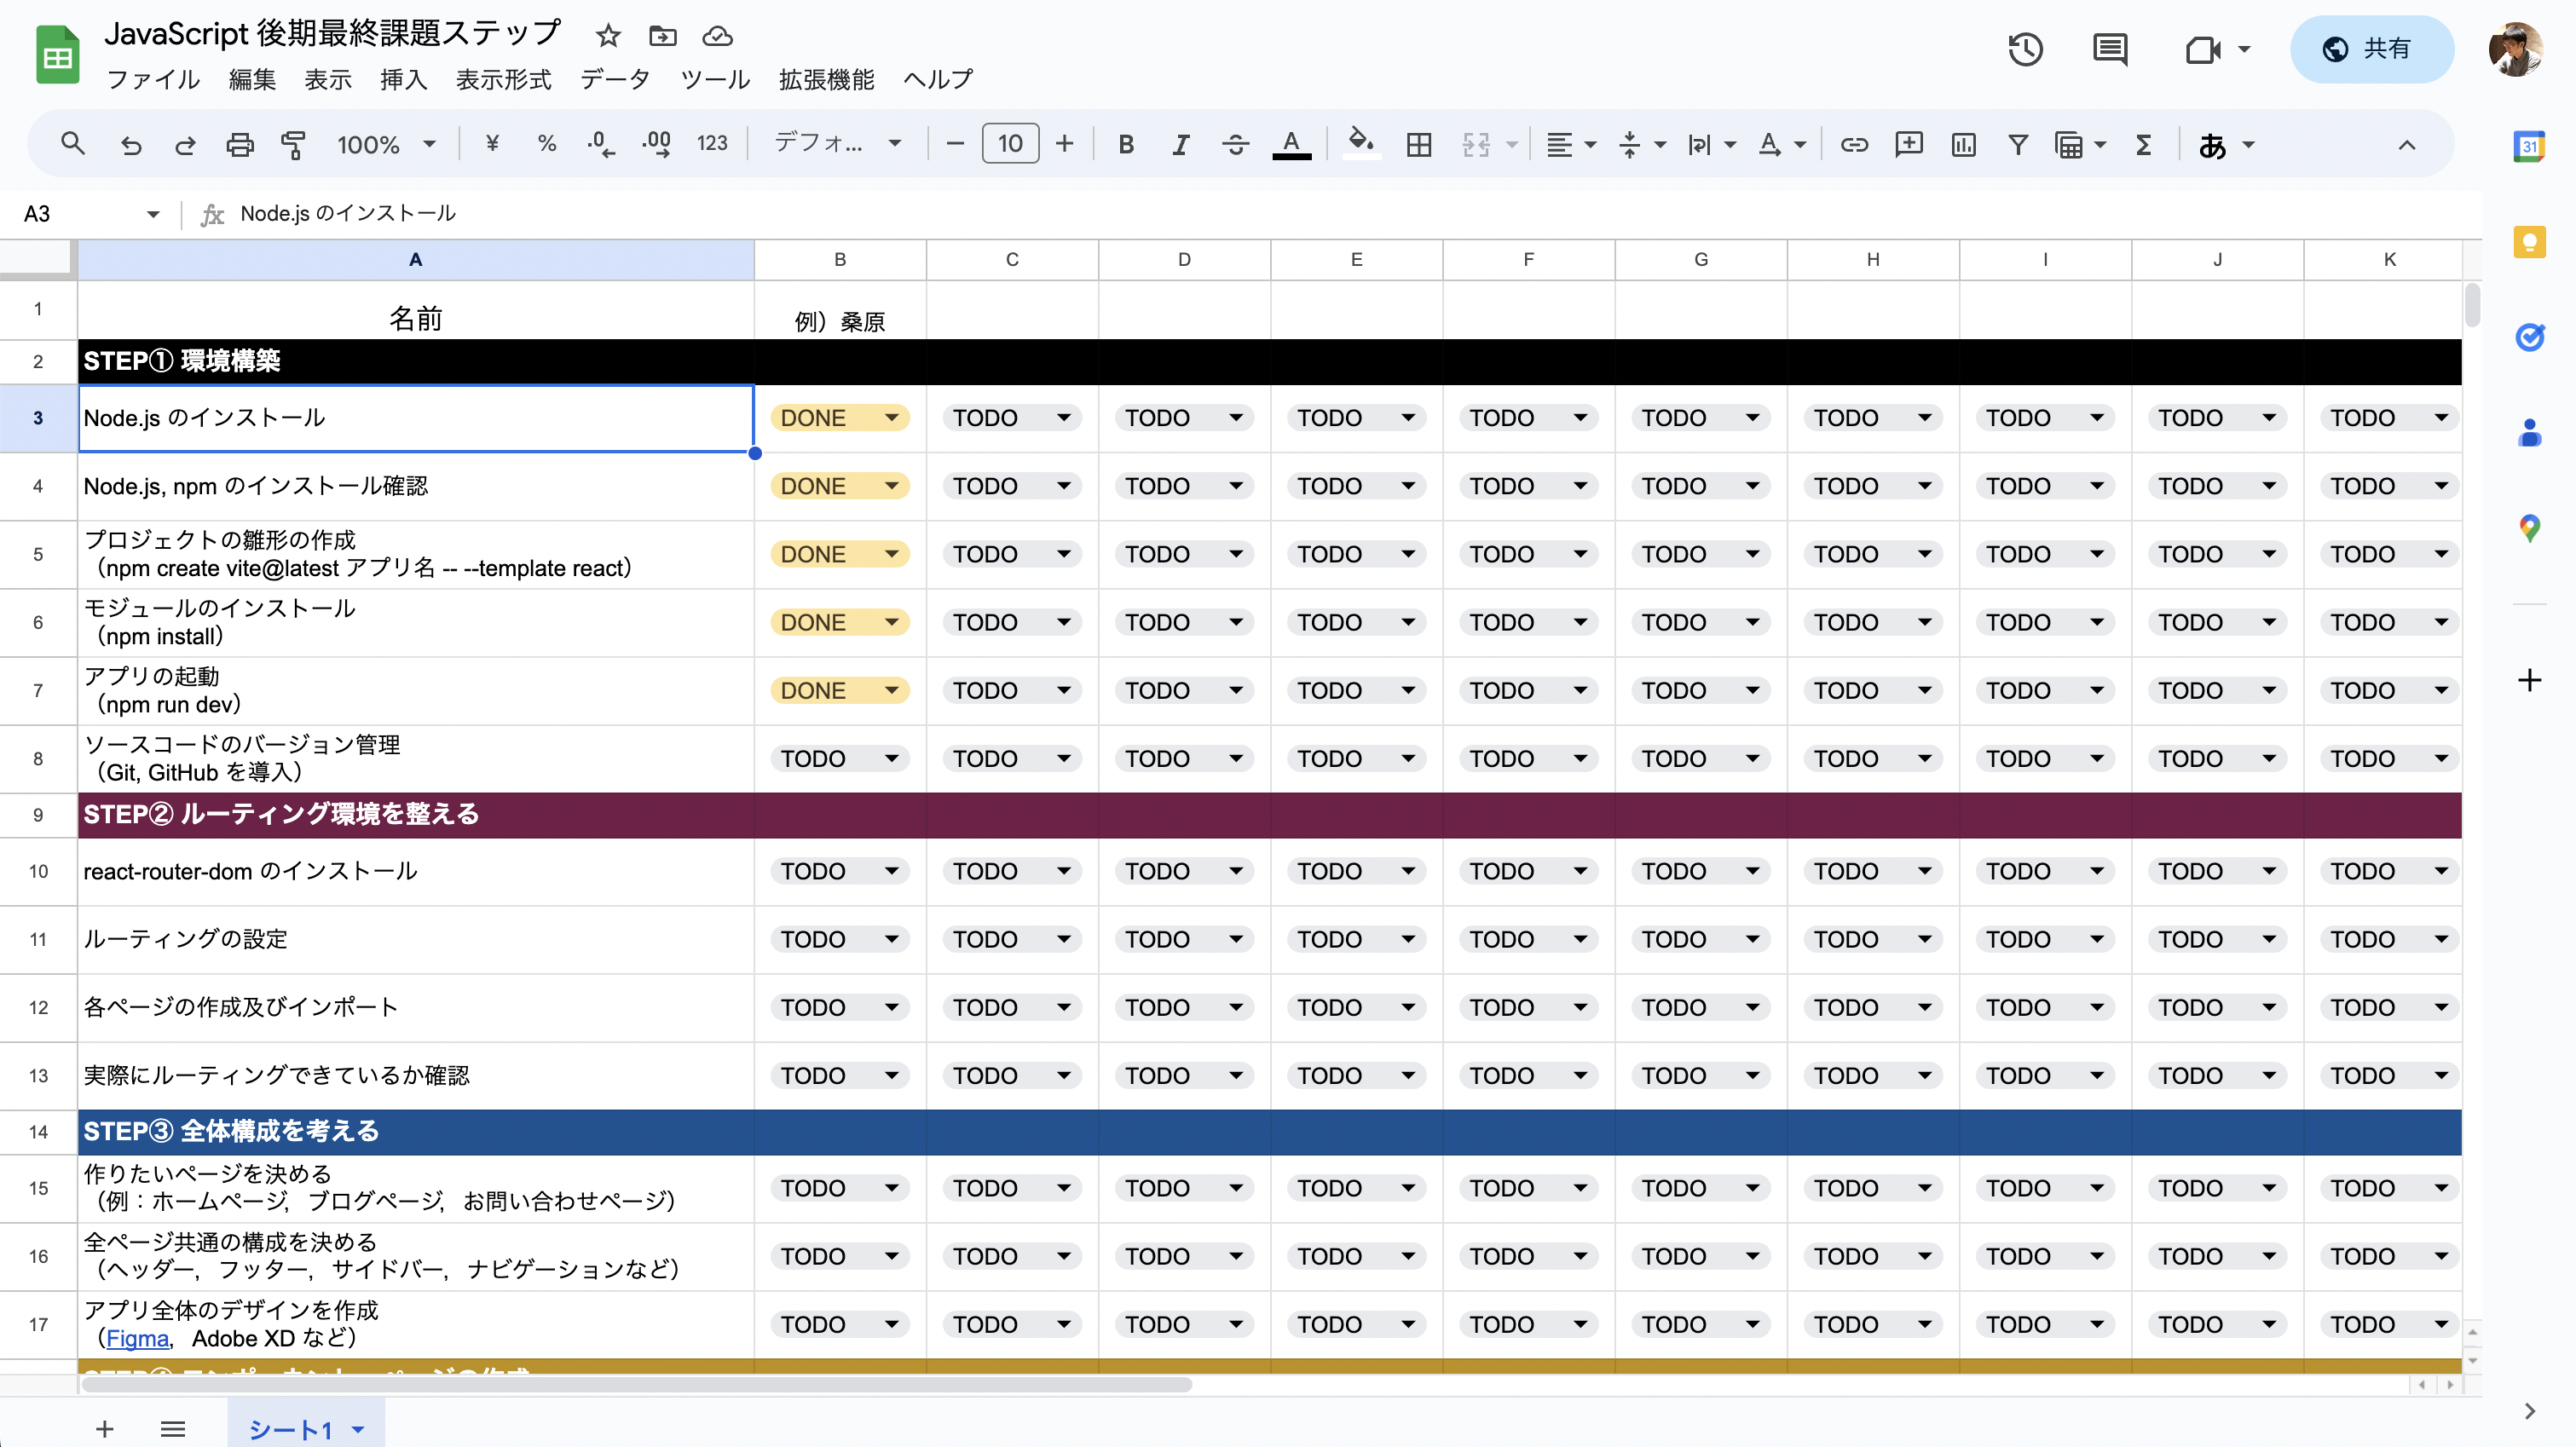 JavaScript 後期最終課題ステップ
ファイル 編集 表示 挿入 表示形式 データ ツール 拡張機能 ヘルプ
共有
100% ¥ % .0 .00 123 デフォ... 10 B I A A Σ あ
31
A3 fx Node.js のインストール
A B C D E F G H I J K
1 名前 例）桑原
2 STEP① 環境構築
3 Node.js のインストール DONE TODO TODO TODO TODO TODO TODO TODO TODO TODO
4 Node.js, npm のインストール確認 DONE TODO TODO TODO TODO TODO TODO TODO TODO TODO
5 プロジェクトの雛形の作成
（npm create vite@latest アプリ名 -- --template react） DONE TODO TODO TODO TODO TODO TODO TODO TODO TODO
6 モジュールのインストール
（npm install） DONE TODO TODO TODO TODO TODO TODO TODO TODO TODO
7 アプリの起動
（npm run dev） DONE TODO TODO TODO TODO TODO TODO TODO TODO TODO
8 ソースコードのバージョン管理
（Git, GitHub を導入） TODO TODO TODO TODO TODO TODO TODO TODO TODO TODO
9 STEP② ルーティング環境を整える
10 react-router-dom のインストール TODO TODO TODO TODO TODO TODO TODO TODO TODO TODO
11 ルーティングの設定 TODO TODO TODO TODO TODO TODO TODO TODO TODO TODO
12 各ページの作成及びインポート TODO TODO TODO TODO TODO TODO TODO TODO TODO TODO
13 実際にルーティングできているか確認 TODO TODO TODO TODO TODO TODO TODO TODO TODO TODO
14 STEP③ 全体構成を考える
15 作りたいページを決める
（例：ホームページ，ブログページ，お問い合わせページ） TODO TODO TODO TODO TODO TODO TODO TODO TODO TODO
16 全ページ共通の構成を決める
（ヘッダー，フッター，サイドバー，ナビゲーションなど） TODO TODO TODO TODO TODO TODO TODO TODO TODO TODO
17 アプリ全体のデザインを作成
（Figma，Adobe XD など） TODO TODO TODO TODO TODO TODO TODO TODO TODO TODO
シート1